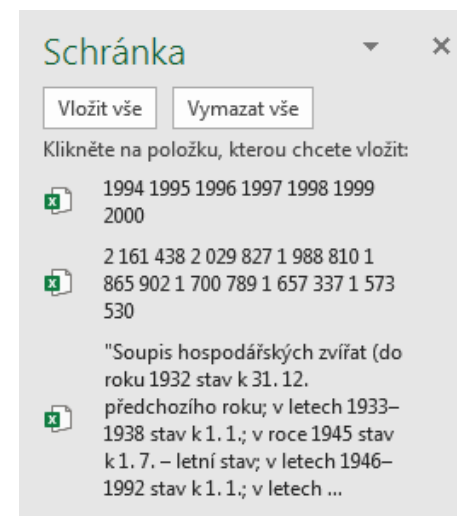 Schránka
Vložit vše Vymazat vše
Klikněte na položku, kterou chcete vložit:
1994 1995 1996 1997 1998 1999
2000
2 161 438 2 029 827 1 988 810 1
865 902 1 700 789 1 657 337 1 573
530
"Soupis hospodářských zvířat (do
roku 1932 stav k 31. 12.
předchozího roku; v letech 1933–
1938 stav k 1. 1.; v roce 1945 stav
k 1. 7. – letní stav; v letech 1946–
1992 stav k 1. 1.; v letech ...